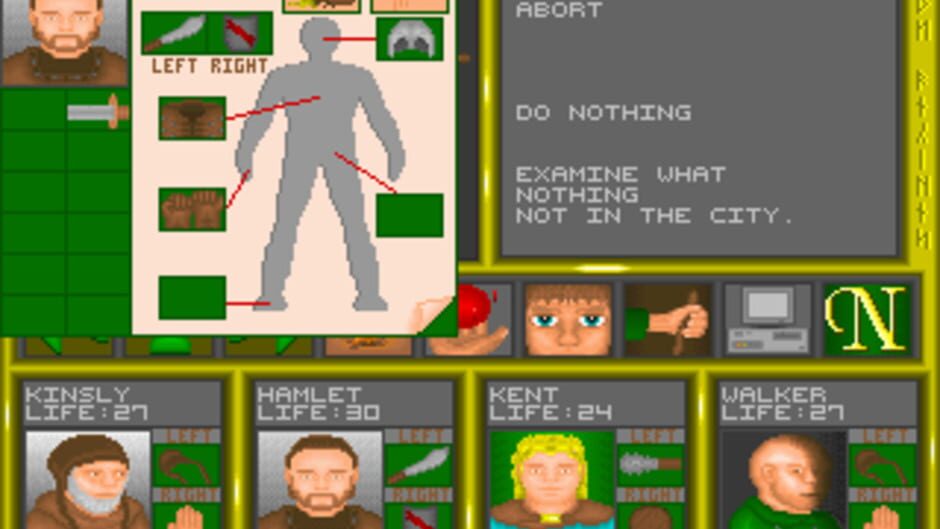 ABORT
LEFT RIGHT
DO NOTHING
EXAMINE WHAT
NOTHING
NOT IN THE CITY.
N
KINSLY
LIFE:27
LEFT
RIGHT
HAMLET
LIFE:30
LEFT
RIGHT
KENT
LIFE:24
LEFT
RIGHT
WALKER
LIFE:27
LEFT
RIGHT